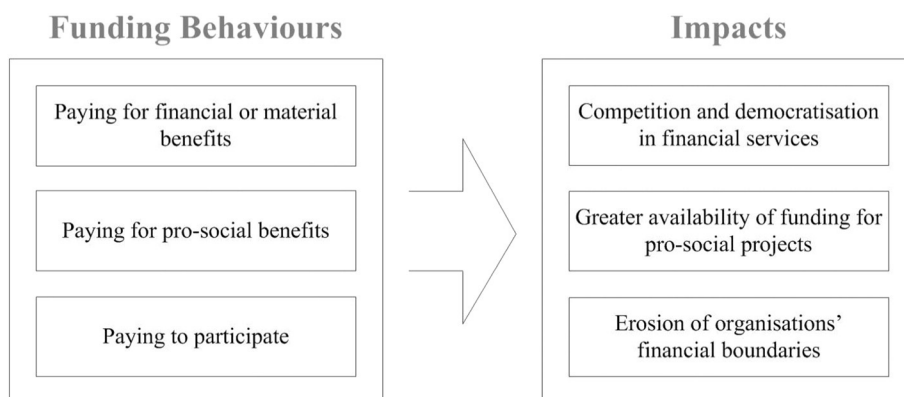 Funding Behaviours
Paying for financial or material
benefits
Paying for pro-social benefits
Paying to participate
Impacts
Competition and democratisation
in financial services
Greater availability of funding for
pro-social projects
Erosion of organisations’
financial boundaries